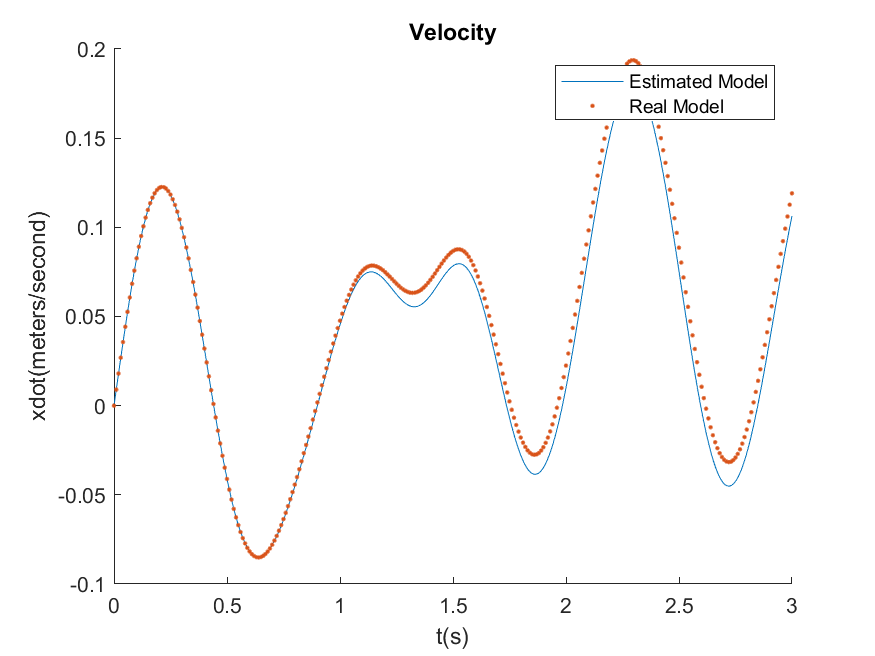 Velocity
0.2
0.15
0.1
0.05
0
-0.05
-0.1
xdot(meters/second)
Estimated Model
Real Model
0 0.5 1 1.5 2 2.5 3
t(s)